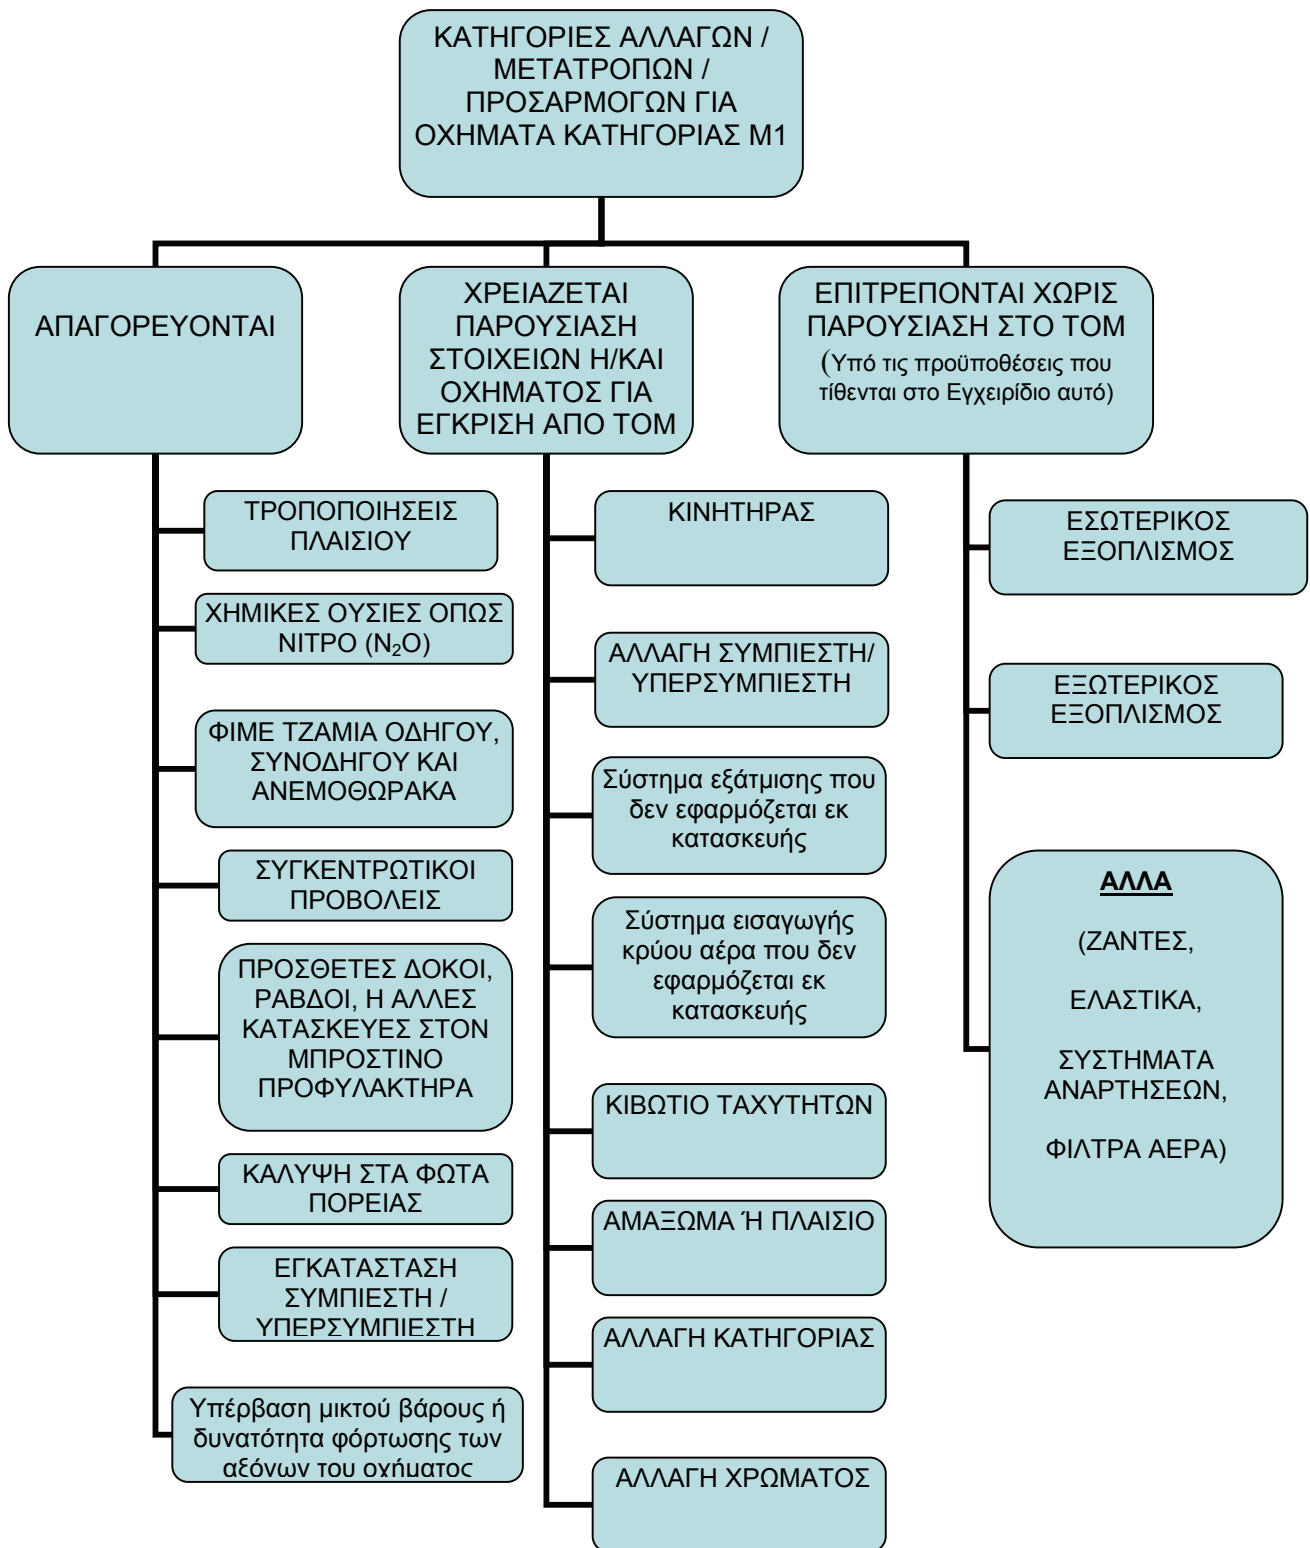 ΚΑΤΗΓΟΡΙΕΣ ΑΛΛΑΓΩΝ /
ΜΕΤΑΤΡΟΠΩΝ /
ΠΡΟΣΑΡΜΟΓΩΝ ΓΙΑ
ΟΧΗΜΑΤΑ ΚΑΤΗΓΟΡΙΑΣ Μ1
ΑΠΑΓΟΡΕΥΟΝΤΑΙ
ΤΡΟΠΟΠΟΙΗΣΕΙΣ
ΠΛΑΙΣΙΟΥ
ΧΗΜΙΚΕΣ ΟΥΣΙΕΣ ΟΠΩΣ
ΝΙΤΡΟ (N₂O)
ΦΙΜΕ ΤΖΑΜΙΑ ΟΔΗΓΟΥ,
ΣΥΝΟΔΗΓΟΥ ΚΑΙ
ΑΝΕΜΟΘΩΡΑΚΑ
ΣΥΓΚΕΝΤΡΩΤΙΚΟΙ
ΠΡΟΒΟΛΕΙΣ
ΠΡΟΣΘΕΤΕΣ ΔΟΚΟΙ,
ΡΑΒΔΟΙ, Η ΑΛΛΕΣ
ΚΑΤΑΣΚΕΥΕΣ ΣΤΟΝ
ΜΠΡΟΣΤΙΝΟ
ΠΡΟΦΥΛΑΚΤΗΡΑ
ΚΑΛΥΨΗ ΣΤΑ ΦΩΤΑ
ΠΟΡΕΙΑΣ
ΕΓΚΑΤΑΣΤΑΣΗ
ΣΥΜΠΙΕΣΤΗ /
ΥΠΕΡΣΥΜΠΙΕΣΤΗ
Υπέρβαση μικτού βάρους ή
δυνατότητα φόρτωσης των
αξόνων του οχήματος
ΧΡΕΙΑΖΕΤΑΙ
ΠΑΡΟΥΣΙΑΣΗ
ΣΤΟΙΧΕΙΩΝ Η/ΚΑΙ
ΟΧΗΜΑΤΟΣ ΓΙΑ
ΕΓΚΡΙΣΗ ΑΠΟ ΤΟΜ
ΚΙΝΗΤΗΡΑΣ
ΑΛΛΑΓΗ ΣΥΜΠΙΕΣΤΗ/
ΥΠΕΡΣΥΜΠΙΕΣΤΗ
Σύστημα εξάτμισης που
δεν εφαρμόζεται εκ
κατασκευής
Σύστημα εισαγωγής
κρύου αέρα που δεν
εφαρμόζεται εκ
κατασκευής
ΚΙΒΩΤΙΟ ΤΑΧΥΤΗΤΩΝ
ΑΜΑΞΩΜΑ Ή ΠΛΑΙΣΙΟ
ΑΛΛΑΓΗ ΚΑΤΗΓΟΡΙΑΣ
ΑΛΛΑΓΗ ΧΡΩΜΑΤΟΣ
ΕΠΙΤΡΕΠΟΝΤΑΙ ΧΩΡΙΣ
ΠΑΡΟΥΣΙΑΣΗ ΣΤΟ ΤΟΜ
(Υπό τις προϋποθέσεις που
τίθενται στο Εγχειρίδιο αυτό)
ΕΣΩΤΕΡΙΚΟΣ
ΕΞΟΠΛΙΣΜΟΣ
ΕΞΩΤΕΡΙΚΟΣ
ΕΞΟΠΛΙΣΜΟΣ
ΑΛΛΑ
(ΖΑΝΤΕΣ,
ΕΛΑΣΤΙΚΑ,
ΣΥΣΤΗΜΑΤΑ
ΑΝΑΡΤΗΣΕΩΝ,
ΦΙΛΤΡΑ ΑΕΡΑ)